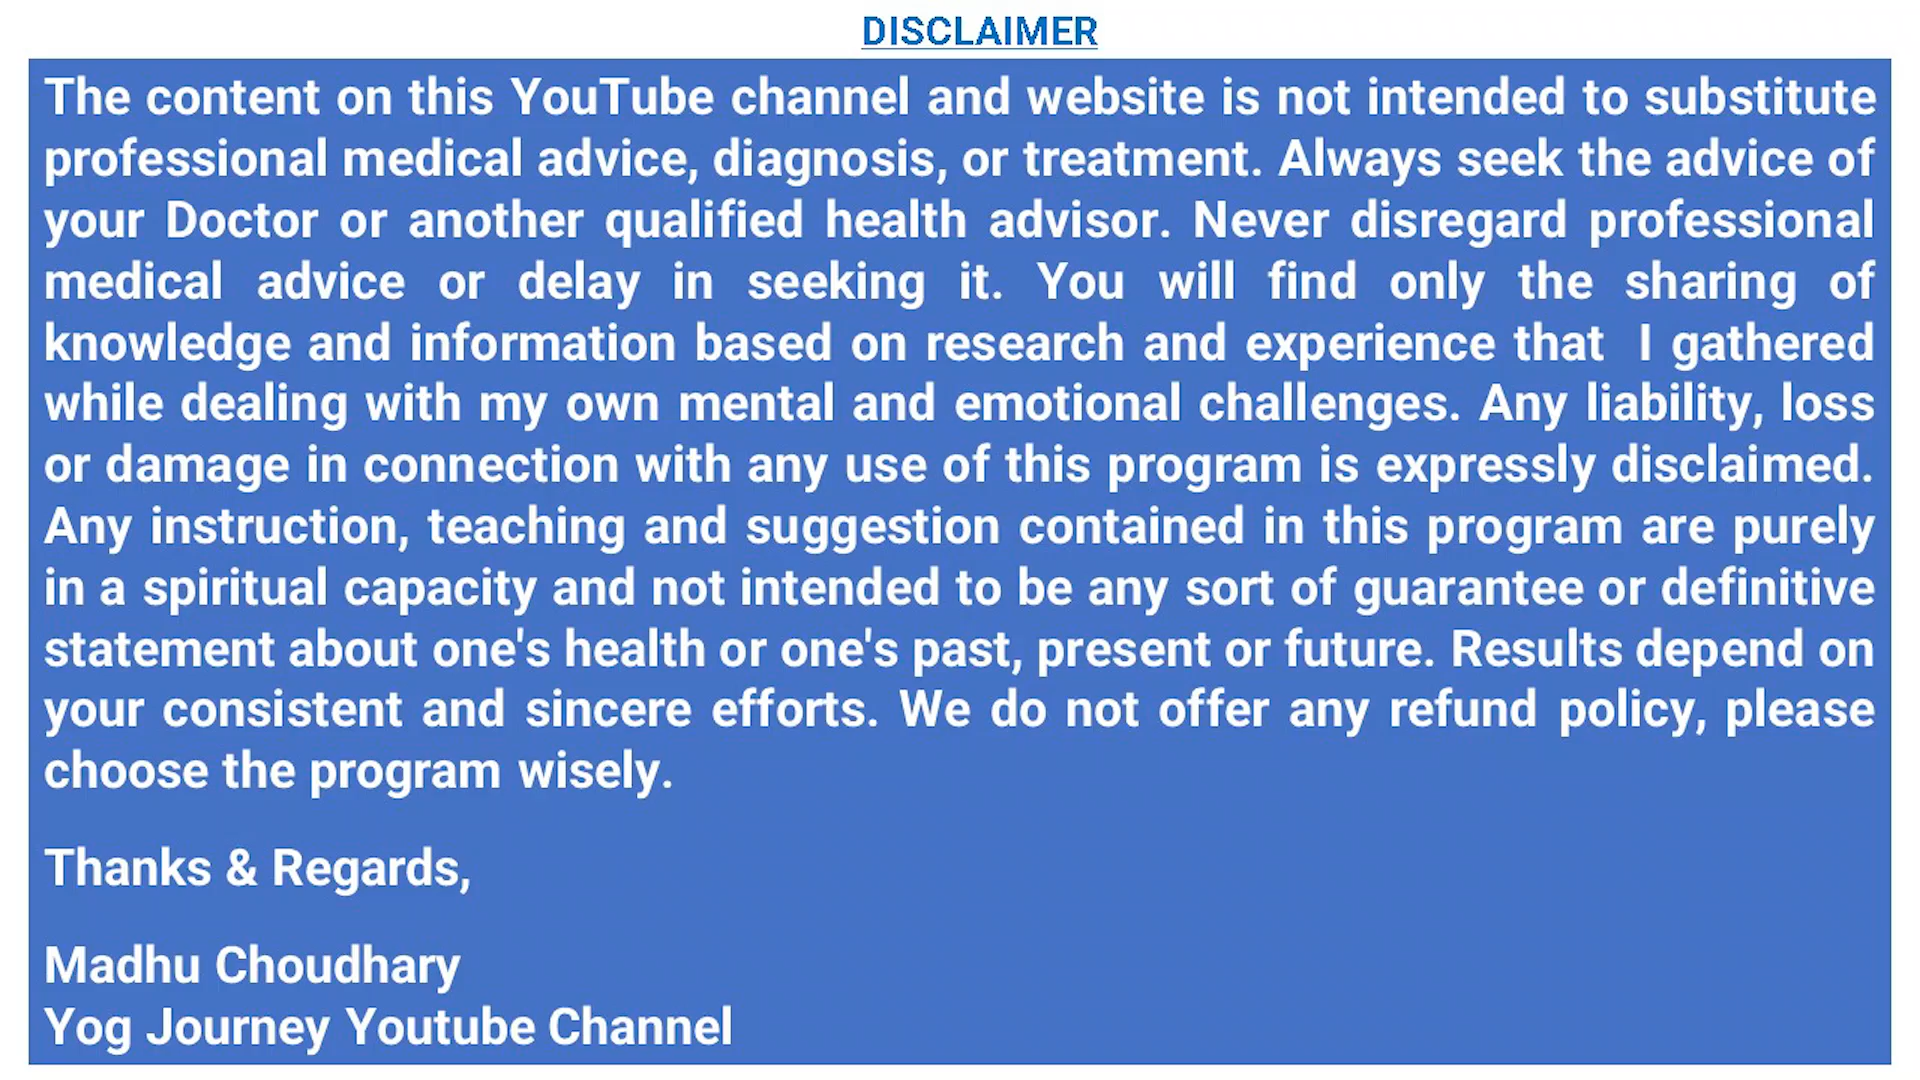 DISCLAIMER
The content on this YouTube channel and website is not intended to substitute
professional medical advice, diagnosis, or treatment. Always seek the advice of
your Doctor or another qualified health advisor. Never disregard professional
medical advice or delay in seeking it. You will find only the sharing of
knowledge and information based on research and experience that I gathered
while dealing with my own mental and emotional challenges. Any liability, loss
or damage in connection with any use of this program is expressly disclaimed.
Any instruction, teaching and suggestion contained in this program are purely
in a spiritual capacity and not intended to be any sort of guarantee or definitive
statement about one's health or one's past, present or future. Results depend on
your consistent and sincere efforts. We do not offer any refund policy, please
choose the program wisely.
Thanks & Regards,
Madhu Choudhary
Yog Journey Youtube Channel